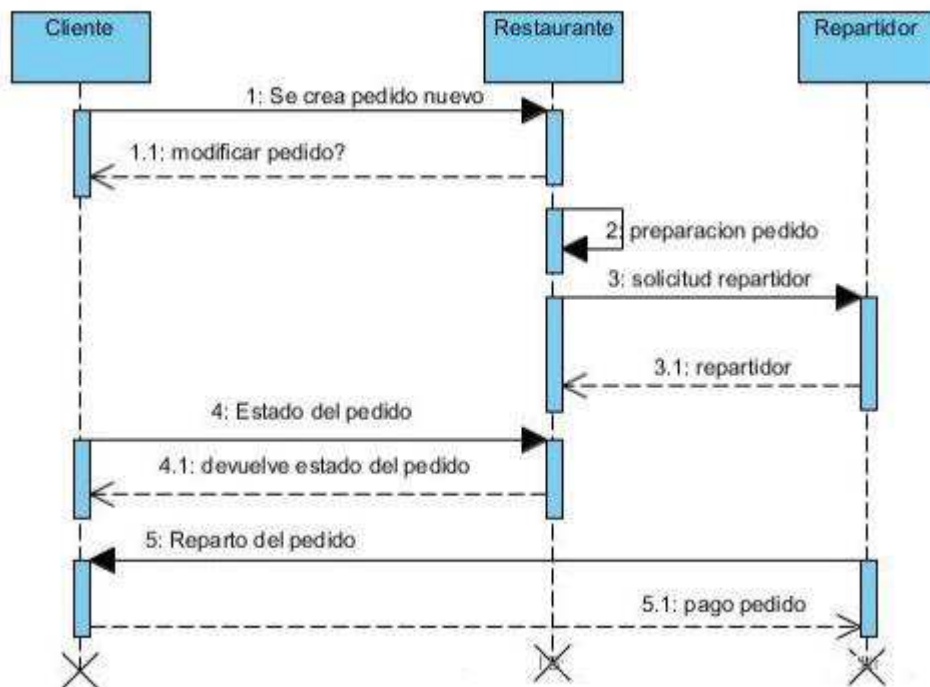 Cliente
Restaurante
Repartidor
1: Se crea pedido nuevo
1.1: modificar pedido?
2: preparacion pedido
3: solicitud repartidor
3.1: repartidor
4: Estado del pedido
4.1: devuelve estado del pedido
5: Reparto del pedido
5.1: pago pedido